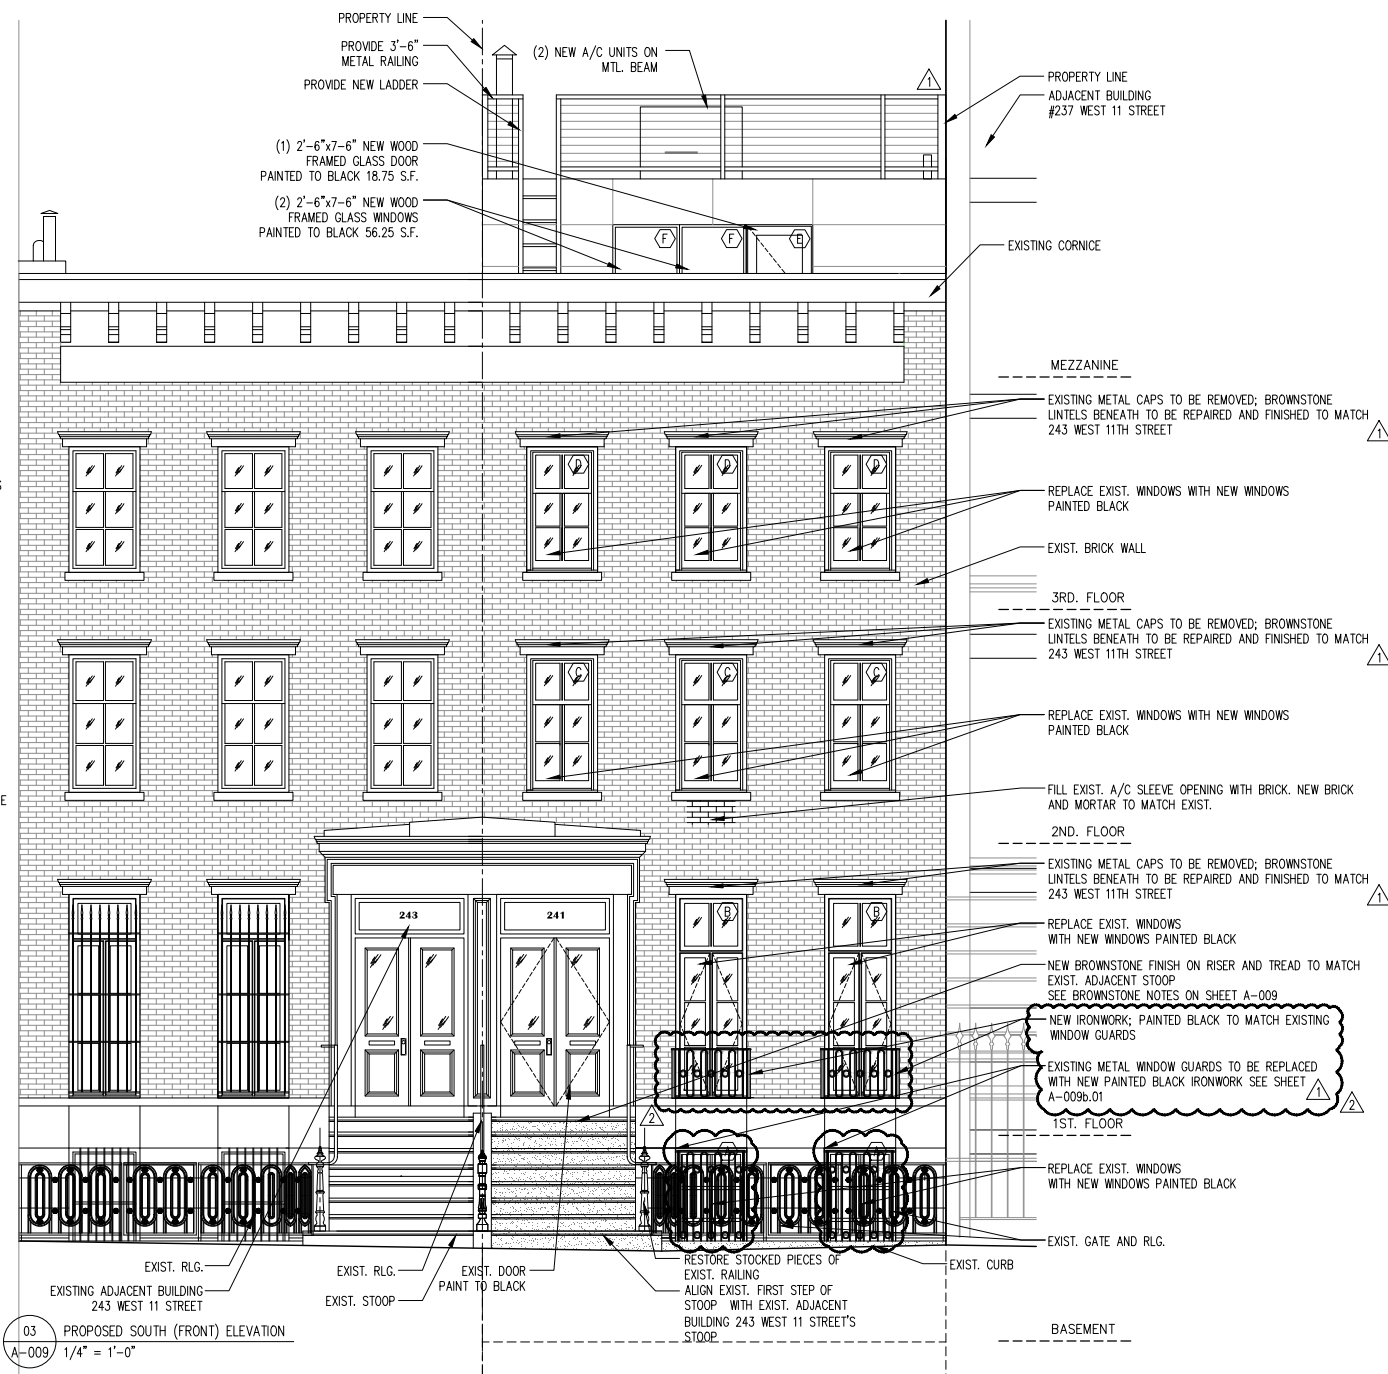 PROPERTY LINE
PROVIDE 3'-6"
METAL RAILING
PROVIDE NEW LADDER
(2) NEW A/C UNITS ON
MTL. BEAM
1
PROPERTY LINE
ADJACENT BUILDING
#237 WEST 11 STREET
(1) 2'-6"x7-6" NEW WOOD
FRAMED GLASS DOOR
PAINTED TO BLACK 18.75 S.F.
(2) 2'-6"x7-6" NEW WOOD
FRAMED GLASS WINDOWS
PAINTED TO BLACK 56.25 S.F.
F
F
E
EXISTING CORNICE
MEZZANINE
EXISTING METAL CAPS TO BE REMOVED; BROWNSTONE
LINTELS BENEATH TO BE REPAIRED AND FINISHED TO MATCH
243 WEST 11TH STREET
1
D
D
D
S
REPLACE EXIST. WINDOWS WITH NEW WINDOWS
PAINTED BLACK
EXIST. BRICK WALL
3RD. FLOOR
EXISTING METAL CAPS TO BE REMOVED; BROWNSTONE
LINTELS BENEATH TO BE REPAIRED AND FINISHED TO MATCH
243 WEST 11TH STREET
1
C
C
C
REPLACE EXIST. WINDOWS WITH NEW WINDOWS
PAINTED BLACK
E
FILL EXIST. A/C SLEEVE OPENING WITH BRICK. NEW BRICK
AND MORTAR TO MATCH EXIST.
2ND. FLOOR
EXISTING METAL CAPS TO BE REMOVED; BROWNSTONE
LINTELS BENEATH TO BE REPAIRED AND FINISHED TO MATCH
243 WEST 11TH STREET
1
243
241
B
B
REPLACE EXIST. WINDOWS
WITH NEW WINDOWS PAINTED BLACK
NEW BROWNSTONE FINISH ON RISER AND TREAD TO MATCH
EXIST. ADJACENT STOOP
SEE BROWNSTONE NOTES ON SHEET A-009
NEW IRONWORK; PAINTED BLACK TO MATCH EXISTING
WINDOW GUARDS
EXISTING METAL WINDOW GUARDS TO BE REPLACED
WITH NEW PAINTED BLACK IRONWORK SEE SHEET
A-009b.01
1
2
2
1ST. FLOOR
REPLACE EXIST. WINDOWS
WITH NEW WINDOWS PAINTED BLACK
EXIST. GATE AND RLG.
EXIST. CURB
EXIST. RLG.
EXISTING ADJACENT BUILDING
243 WEST 11 STREET
EXIST. RLG.
EXIST. STOOP
EXIST. DOOR
PAINT TO BLACK
RESTORE STOCKED PIECES OF
EXIST. RAILING
ALIGN EXIST. FIRST STEP OF
STOOP WITH EXIST. ADJACENT
BUILDING 243 WEST 11 STREET'S
STOOP
BASEMENT
03
A-009
PROPOSED SOUTH (FRONT) ELEVATION
1/4" = 1'-0"